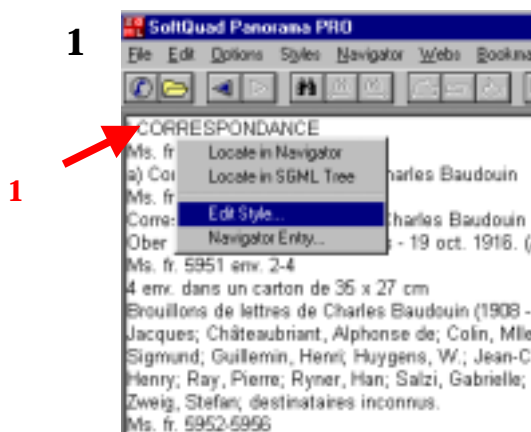 1
SoftQuad Panorama PRO
File Edit Options Styles Navigator Webs Bookma
CORRESPONDANCE
Ms. fr
Locate in Navigator
a) Co
Locate in SGML Tree
harles Baudouin
1
Ms. fr
Corre
Edit Style...
Charles Baudouin
Ober
Navigator Entry...
- 19 oct. 1916. (
Ms. fr. 5951 env. 2-4
4 env. dans un carton de 35 x 27 cm
Brouillons de lettres de Charles Baudouin (1908 -
Jacques; Châteaubriant, Alphonse de; Colin, Mlle
Sigmund; Guillemin, Henri; Huygens, W.; Jean-C
Henry; Ray, Pierre; Ryner, Han; Salzi, Gabrielle;
Zweig, Stefan; destinataires inconnus.
Ms. fr. 5952-5956